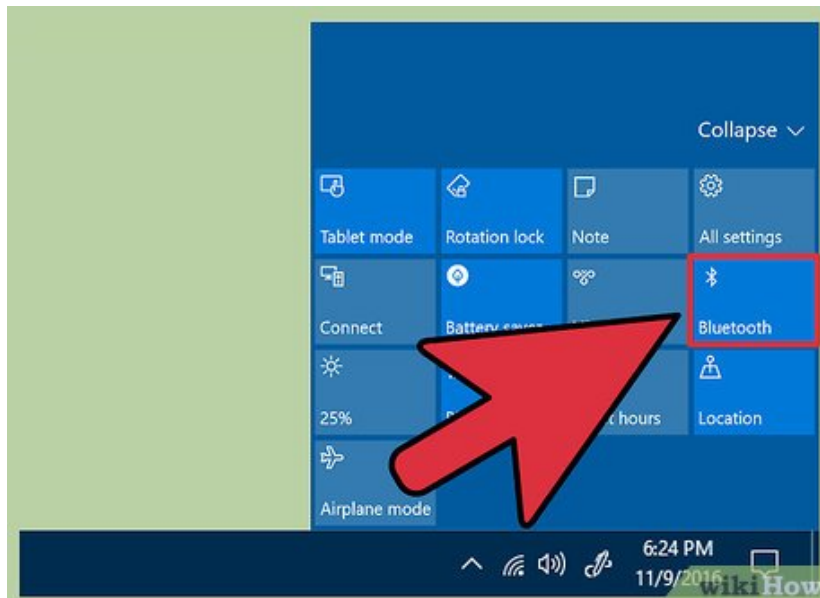 Collapse
Tablet mode
Rotation lock
Note
All settings
Connect
Battery saver
Bluetooth
25%
hours
Location
Airplane mode
6:24 PM
11/9/2016
wikiHow